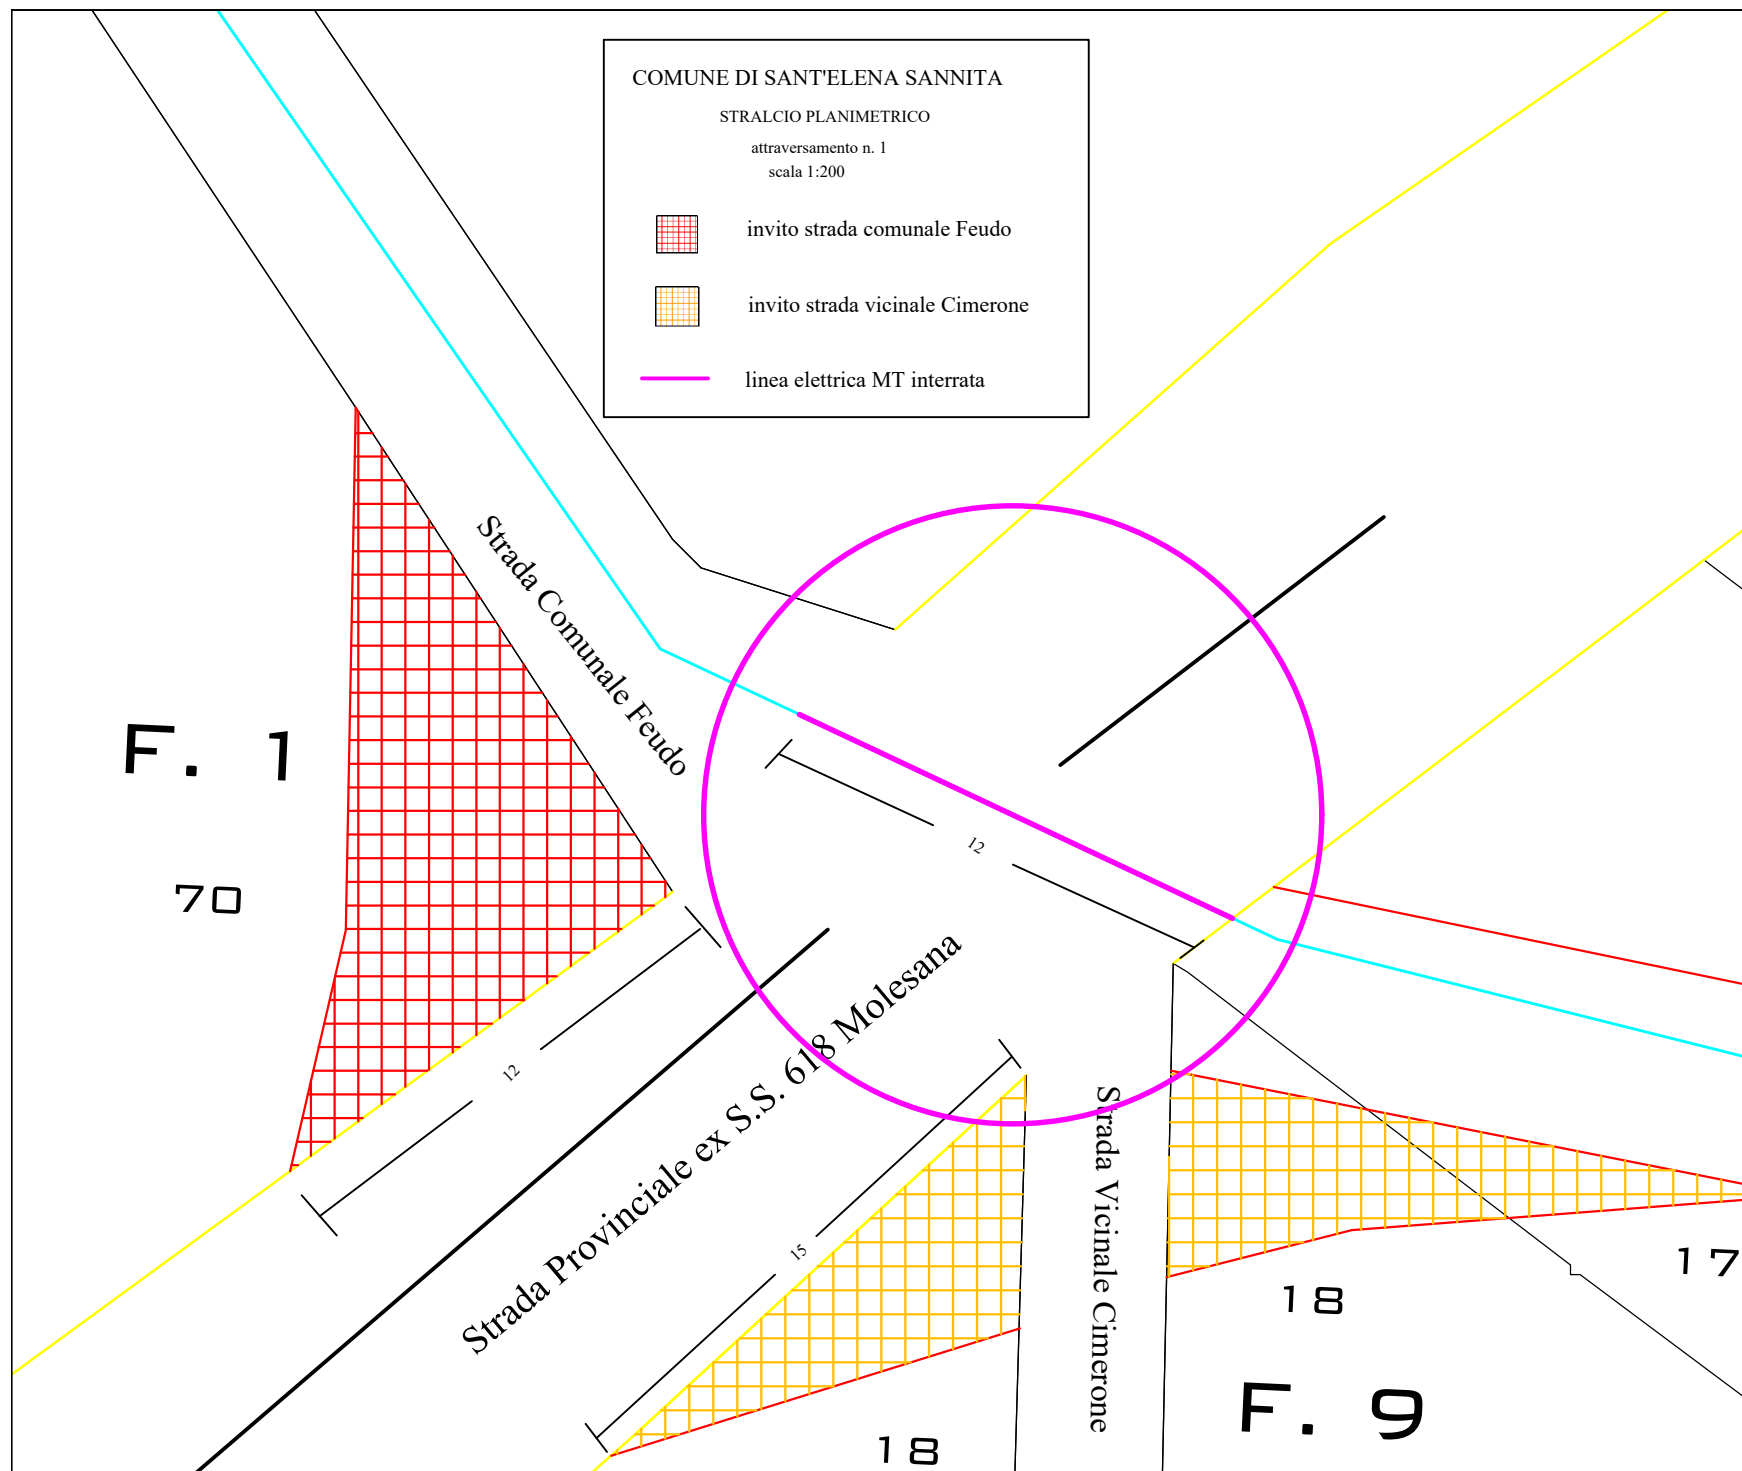 COMUNE DI SANT'ELENA SANNITA
STRALCIO PLANIMETRICO
attraversamento n. 1
scala 1:200
invito strada comunale Feudo
invito strada vicinale Cimerone
linea elettrica MT interrata
Strada Comunale Feudo
F. 1
70
12
12
Strada Provinciale ex S.S. 618 Molesana
15
Strada Vicinale Cimerone
17
18
F. 9
18